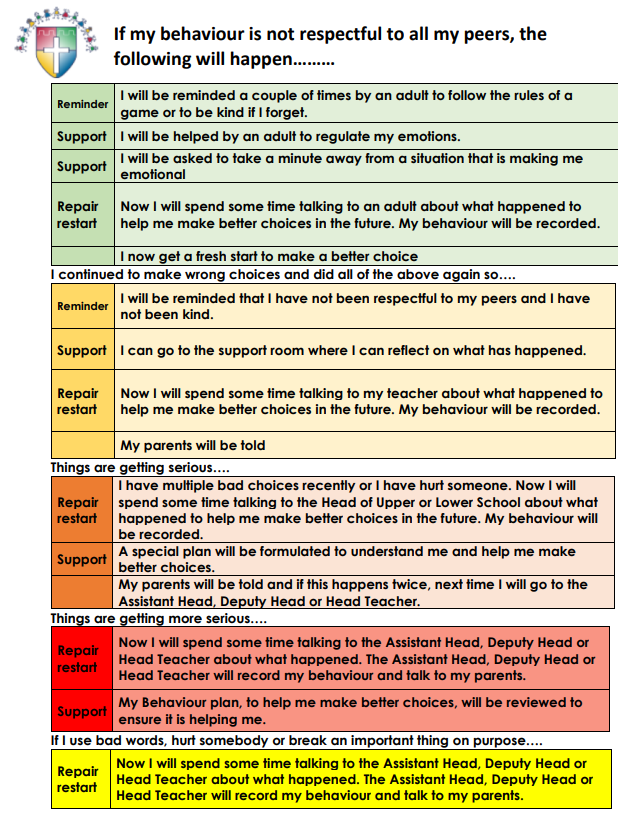 If my behaviour is not respectful to all my peers, the
following will happen………
Reminder
I will be reminded a couple of times by an adult to follow the rules of a
game or to be kind if I forget.
Support
I will be helped by an adult to regulate my emotions.
Support
I will be asked to take a minute away from a situation that is making me
emotional
Repair
restart
Now I will spend some time talking to an adult about what happened to
help me make better choices in the future. My behaviour will be recorded.
I now get a fresh start to make a better choice
I continued to make wrong choices and did all of the above again so….
Reminder
I will be reminded that I have not been respectful to my peers and I have
not been kind.
Support
I can go to the support room where I can reflect on what has happened.
Repair
restart
Now I will spend some time talking to my teacher about what happened to
help me make better choices in the future. My behaviour will be recorded.
My parents will be told
Things are getting serious….
Repair
restart
I have multiple bad choices recently or I have hurt someone. Now I will
spend some time talking to the Head of Upper or Lower School about what
happened to help me make better choices in the future. My behaviour will
be recorded.
Support
A special plan will be formulated to understand me and help me make
better choices.
My parents will be told and if this happens twice, next time I will go to the
Assistant Head, Deputy Head or Head Teacher.
Things are getting more serious….
Repair
restart
Now I will spend some time talking to the Assistant Head, Deputy Head or
Head Teacher about what happened. The Assistant Head, Deputy Head or
Head Teacher will record my behaviour and talk to my parents.
Support
My Behaviour plan, to help me make better choices, will be reviewed to
ensure it is helping me.
If I use bad words, hurt somebody or break an important thing on purpose….
Repair
restart
Now I will spend some time talking to the Assistant Head, Deputy Head or
Head Teacher about what happened. The Assistant Head, Deputy Head or
Head Teacher will record my behaviour and talk to my parents.